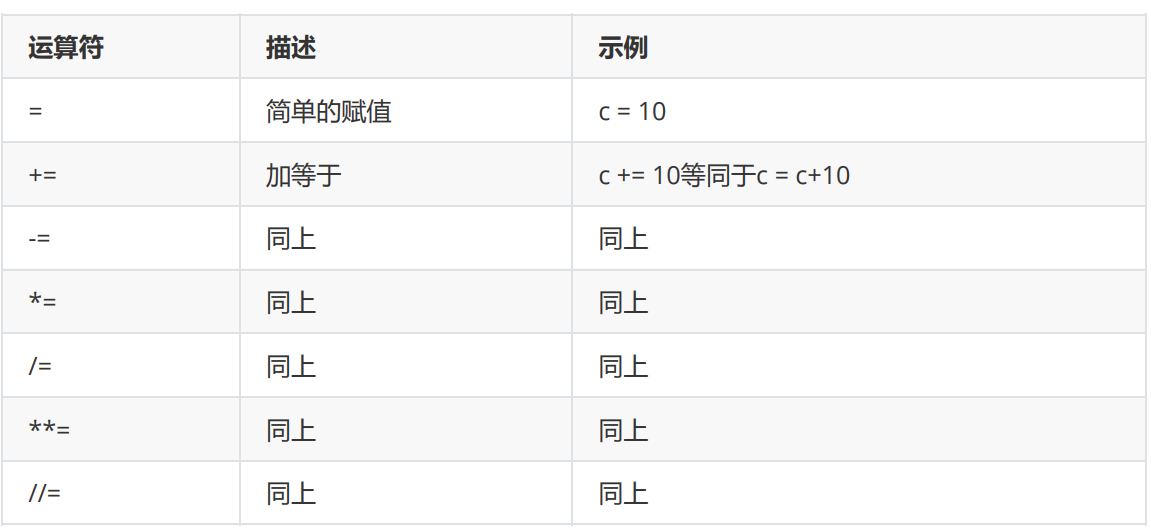 运算符 描述 示例
= 简单的赋值 c = 10
+= 加等于 c += 10等同于c = c+10
-= 同上 同上
*= 同上 同上
/= 同上 同上
**= 同上 同上
//= 同上 同上